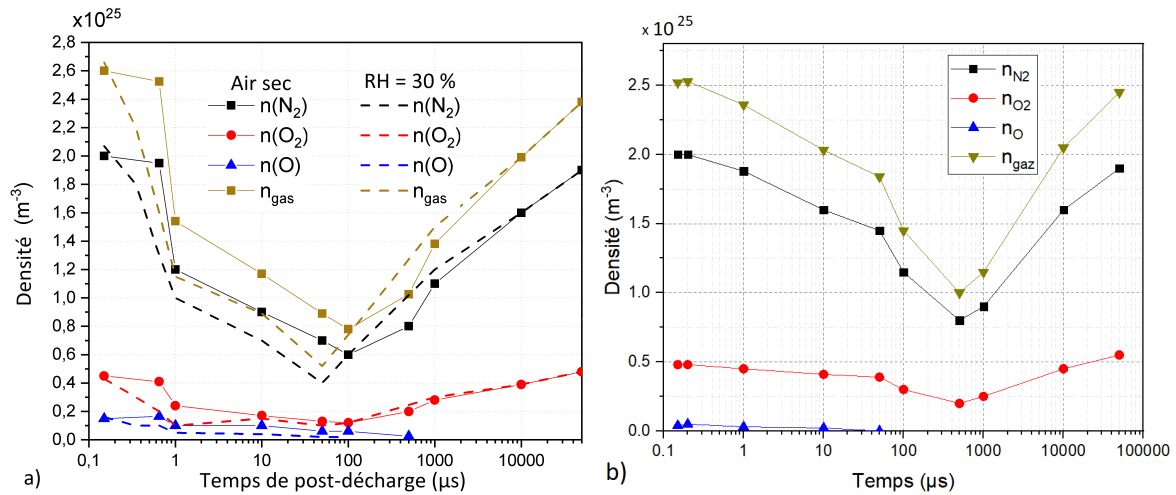 x10²⁵
2,8
2,6
2,4
2,2
2,0
1,8
1,6
1,4
1,2
1,0
0,8
0,6
0,4
0,2
0,0
Densité (m⁻³)
Air sec
RH = 30 %
n(N₂)
n(N₂)
n(O₂)
n(O₂)
n(O)
n(O)
n_gas
n_gas
0,1
1
10
100
1000
10000
Temps de post-décharge (µs)
a)
x 10²⁵
2.5
2.0
1.5
1.0
0.5
0.0
Densité (m⁻³)
n_N2
n_O2
n_O
n_gaz
0.1
1
10
100
1000
10000
100000
Temps (µs)
b)